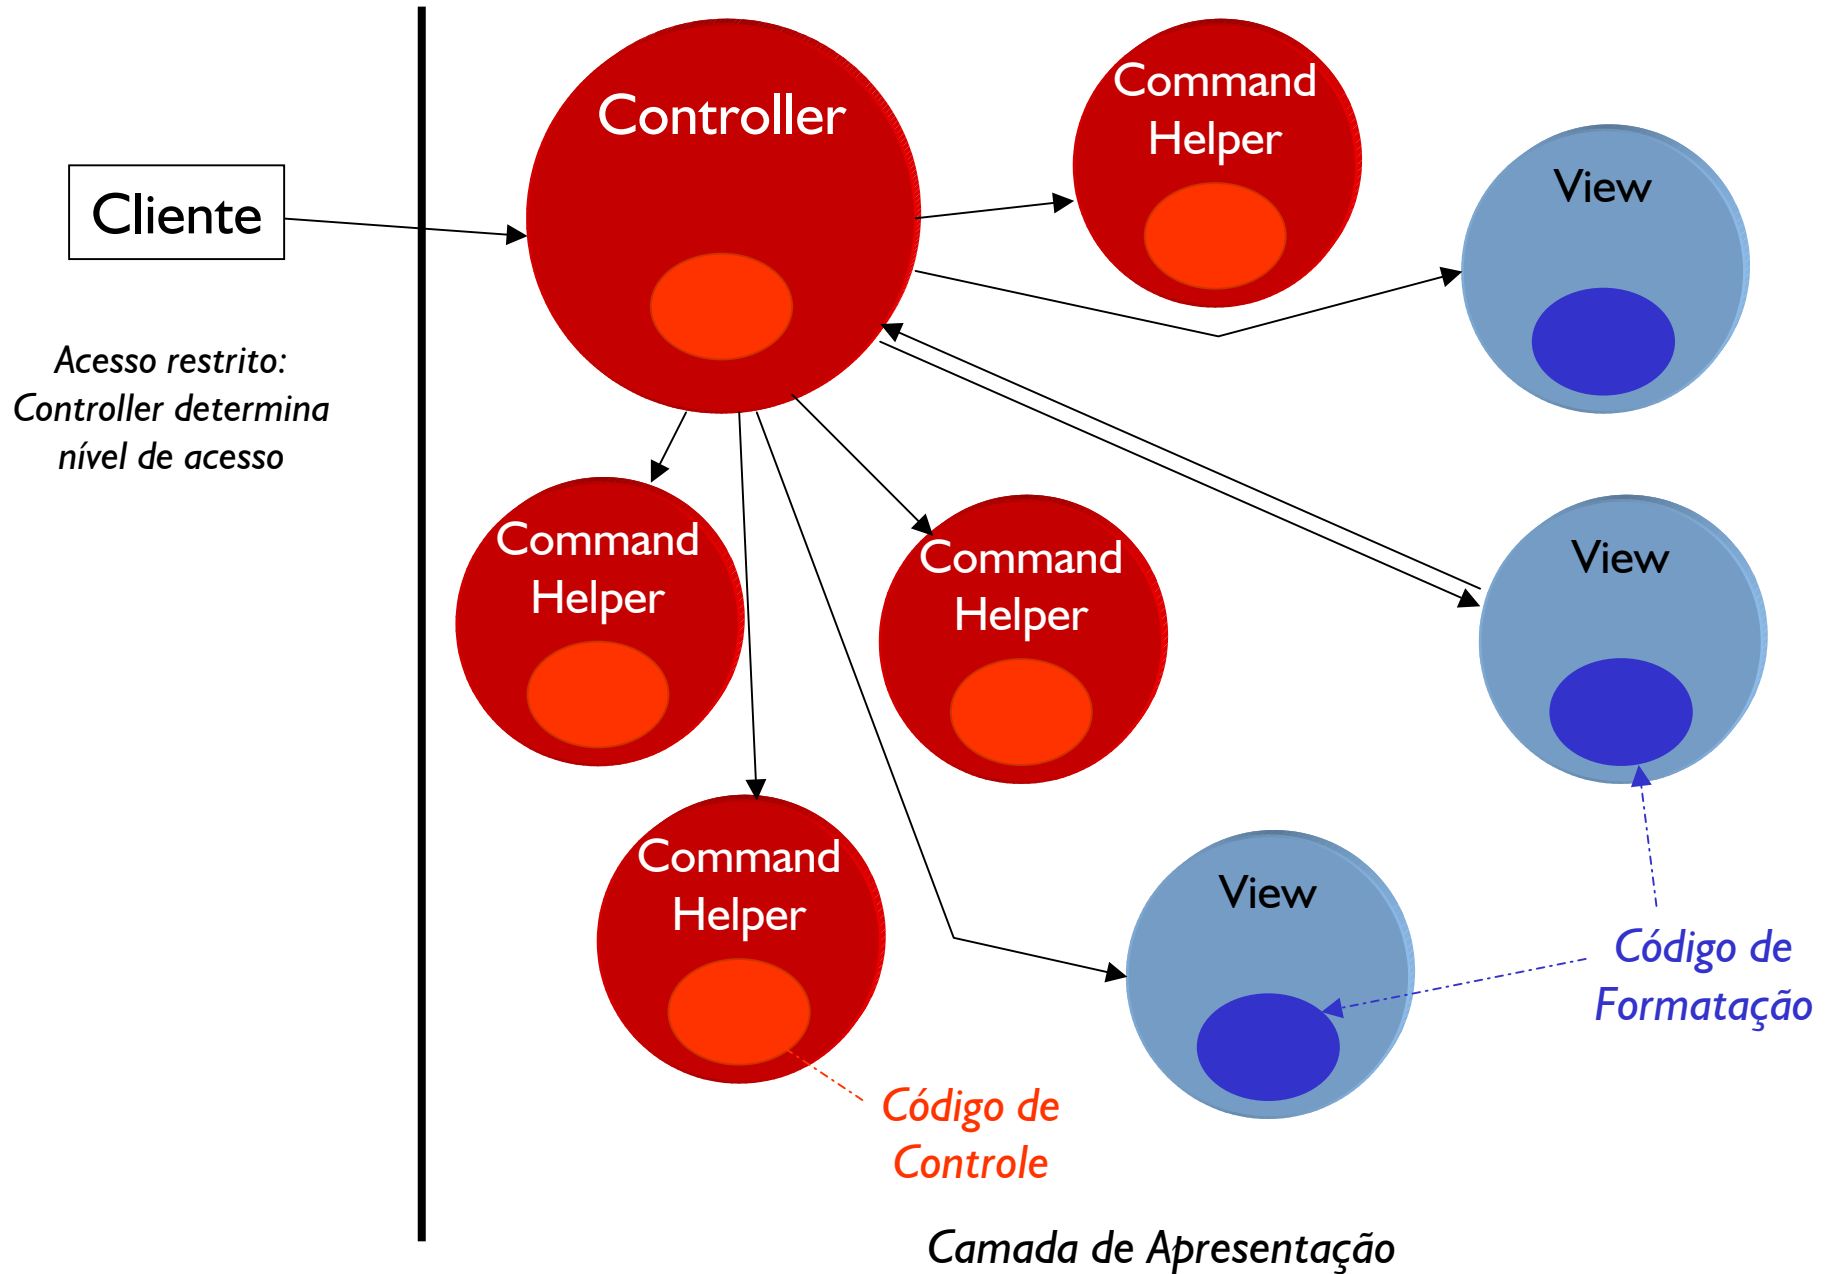 Controller
Command
Helper
View
Cliente
Acesso restrito:
Controller determina
nível de acesso
Command
Helper
Command
Helper
View
Command
Helper
View
Código de
Formatação
Código de
Controle
Camada de Apresentação